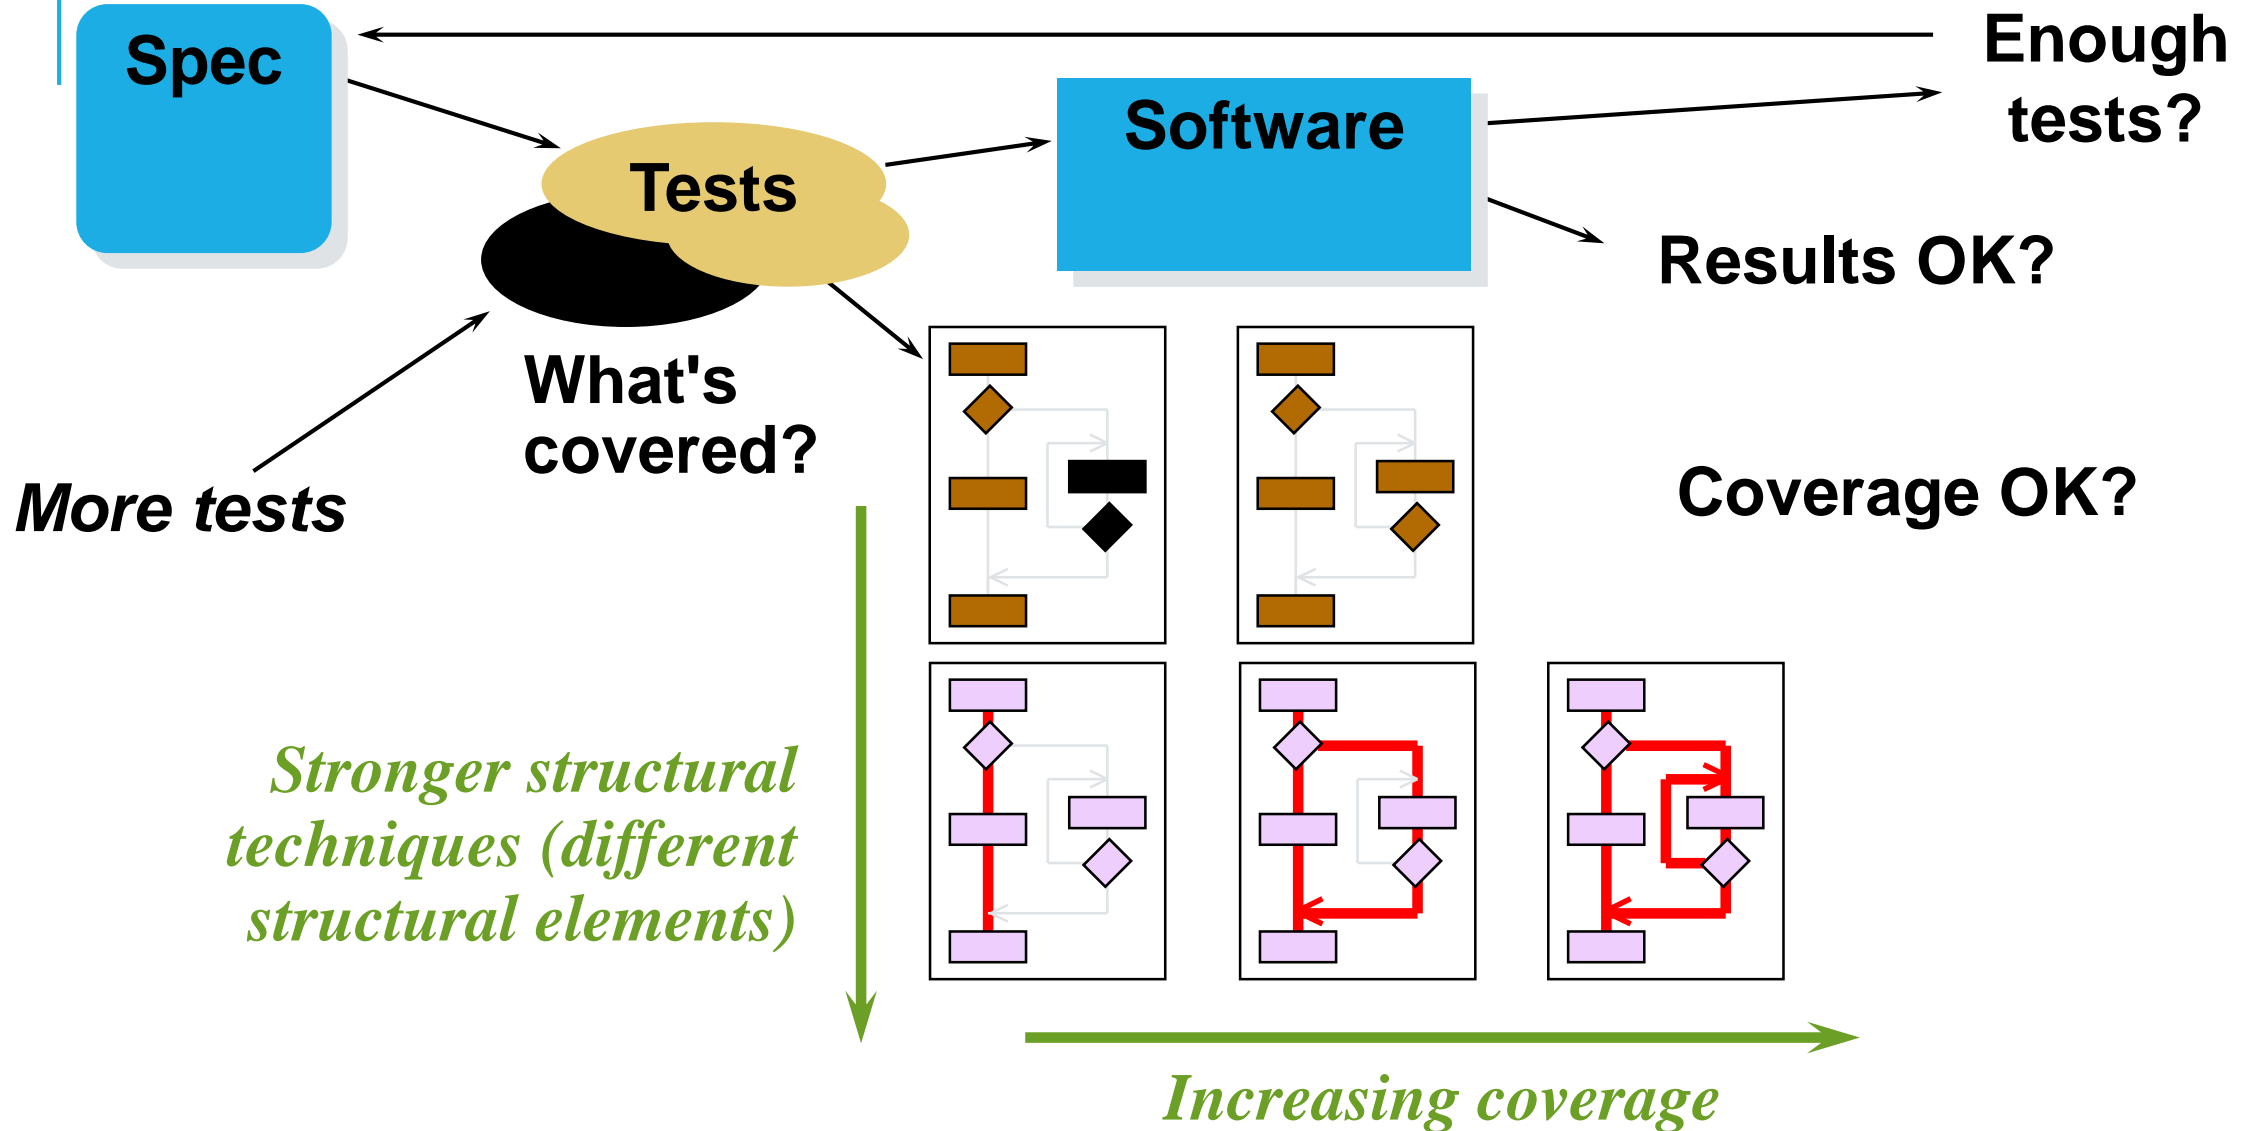 Spec
Enough
tests?
Software
Tests
Results OK?
What's
covered?
More tests
Coverage OK?
Stronger structural
techniques (different
structural elements)
Increasing coverage